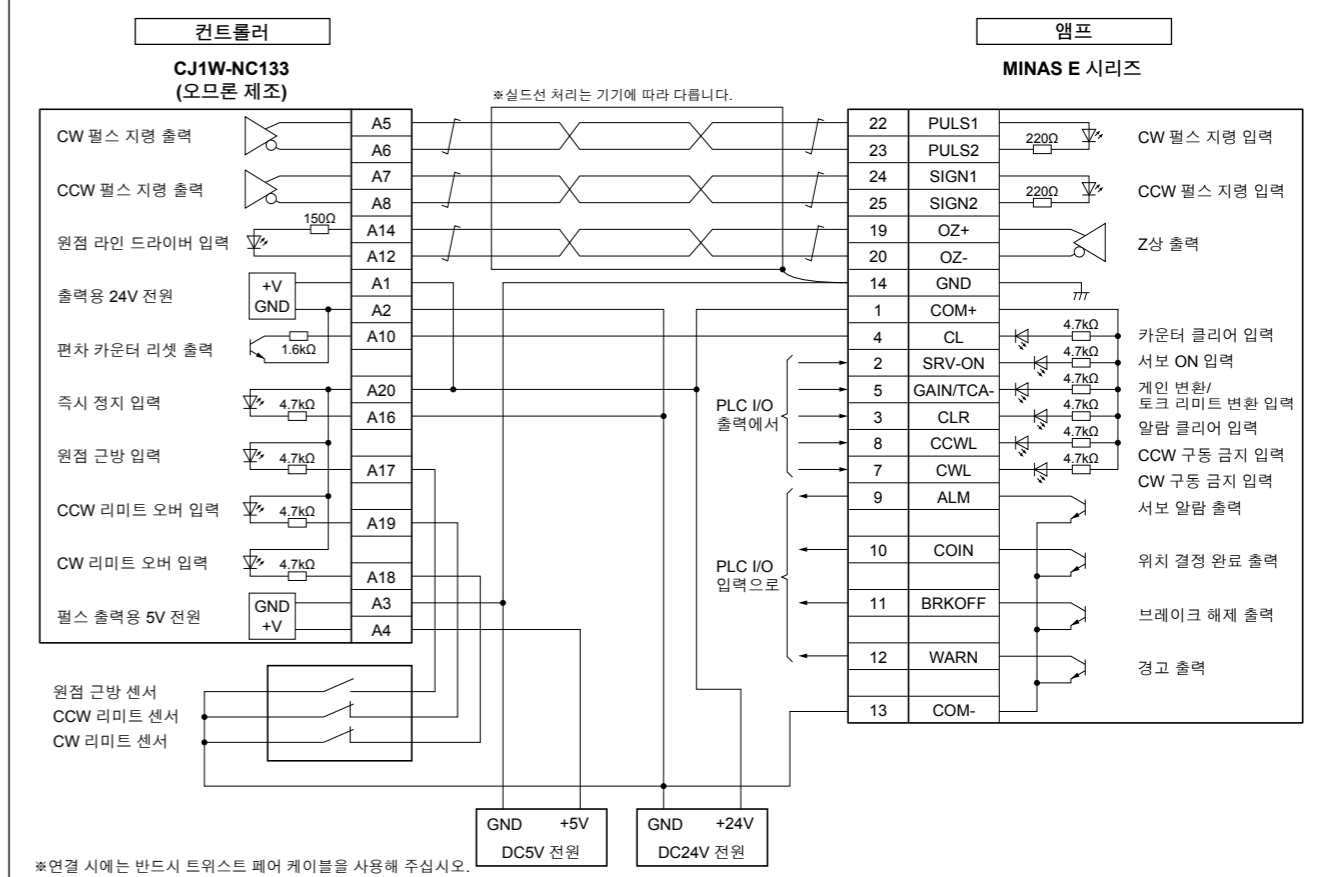 컨트롤러
앰프
CJ1W-NC133
(오므론 제조)
MINAS E 시리즈
※실드선 처리는 기기에 따라 다릅니다.
CW 펄스 지령 출력
A5
A6
CCW 펄스 지령 출력
A7
A8
150Ω
원점 라인 드라이버 입력
A14
A12
출력용 24V 전원
+V
GND
A1
A2
편차 카운터 리셋 출력
1.6kΩ
A10
A20
즉시 정지 입력
4.7kΩ
A16
원점 근방 입력
4.7kΩ
A17
CCW 리미트 오버 입력
4.7kΩ
A19
CW 리미트 오버 입력
4.7kΩ
A18
펄스 출력용 5V 전원
GND
+V
A3
A4
원점 근방 센서
CCW 리미트 센서
CW 리미트 센서
PLC I/O
출력에서
PLC I/O
입력으로
22 PULS1
23 PULS2
220Ω
CW 펄스 지령 입력
24 SIGN1
25 SIGN2
220Ω
CCW 펄스 지령 입력
19 OZ+
20 OZ-
Z상 출력
14 GND
1 COM+
4 CL 4.7kΩ 카운터 클리어 입력
2 SRV-ON 4.7kΩ 서보 ON 입력
5 GAIN/TCA- 4.7kΩ 게인 변환/
토크 리미트 변환 입력
3 CLR 4.7kΩ 알람 클리어 입력
8 CCWL 4.7kΩ CCW 구동 금지 입력
7 CWL 4.7kΩ CW 구동 금지 입력
9 ALM 서보 알람 출력
10 COIN 위치 결정 완료 출력
11 BRKOFF 브레이크 해제 출력
12 WARN 경고 출력
13 COM-
GND +5V
DC5V 전원
GND +24V
DC24V 전원
※연결 시에는 반드시 트위스트 페어 케이블을 사용해 주십시오.